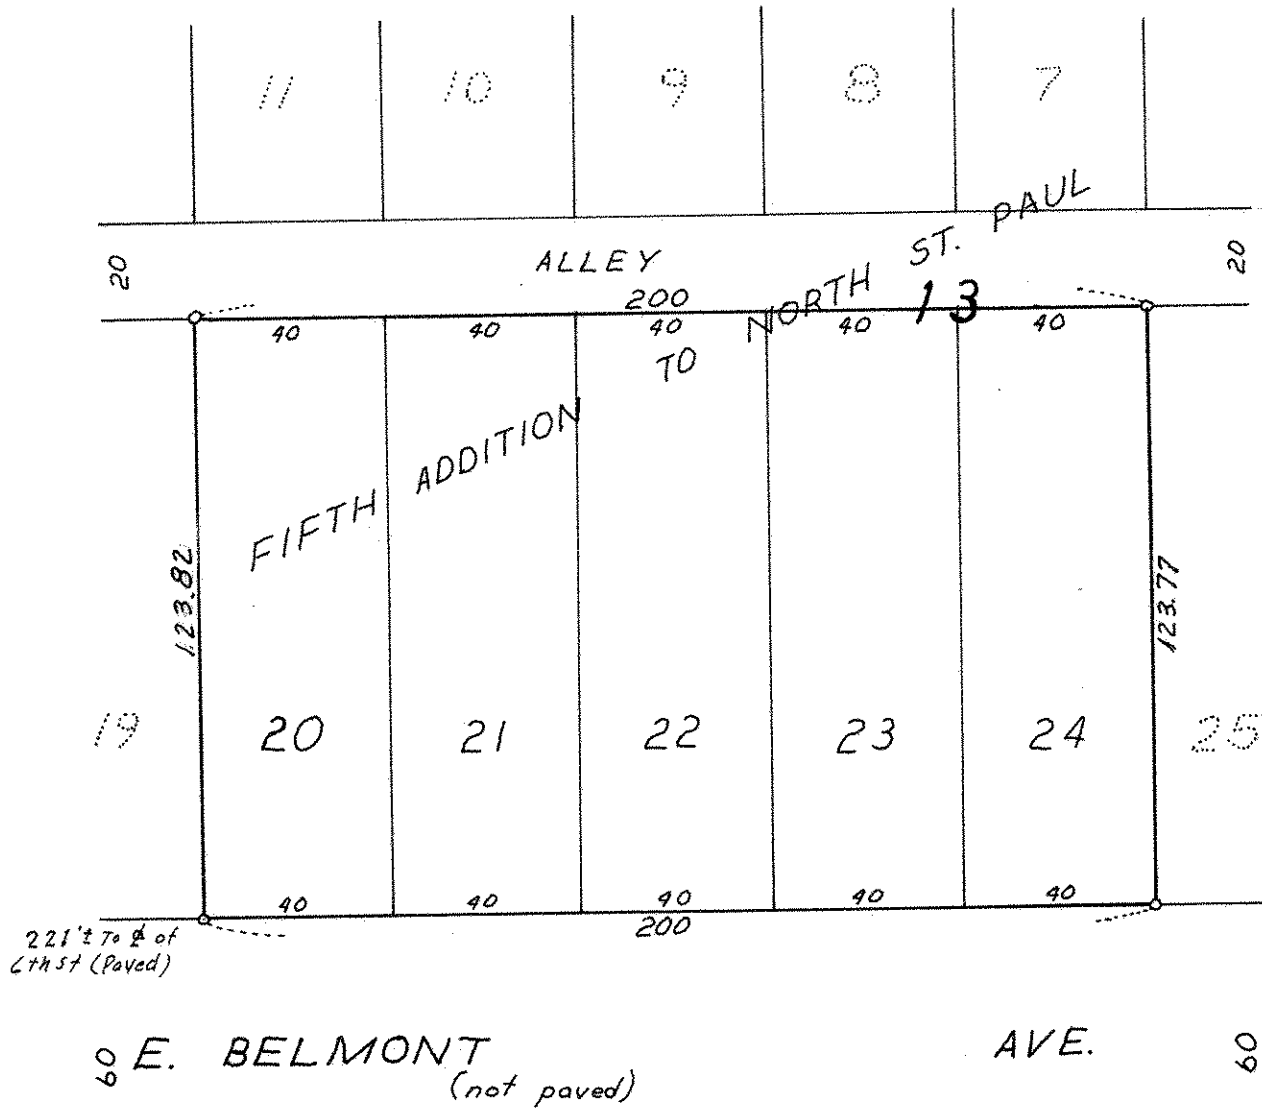 11 10 9 8 7
20 ALLEY 20
200
40 40 40 40 40
13
FIFTH ADDITION TO NORTH ST. PAUL
123.82 123.77
19 20 21 22 23 24 25
40 40 40 40 40
200
221'± To ℄ of
6th St (Paved)
60 E. BELMONT AVE. 60
(not paved)